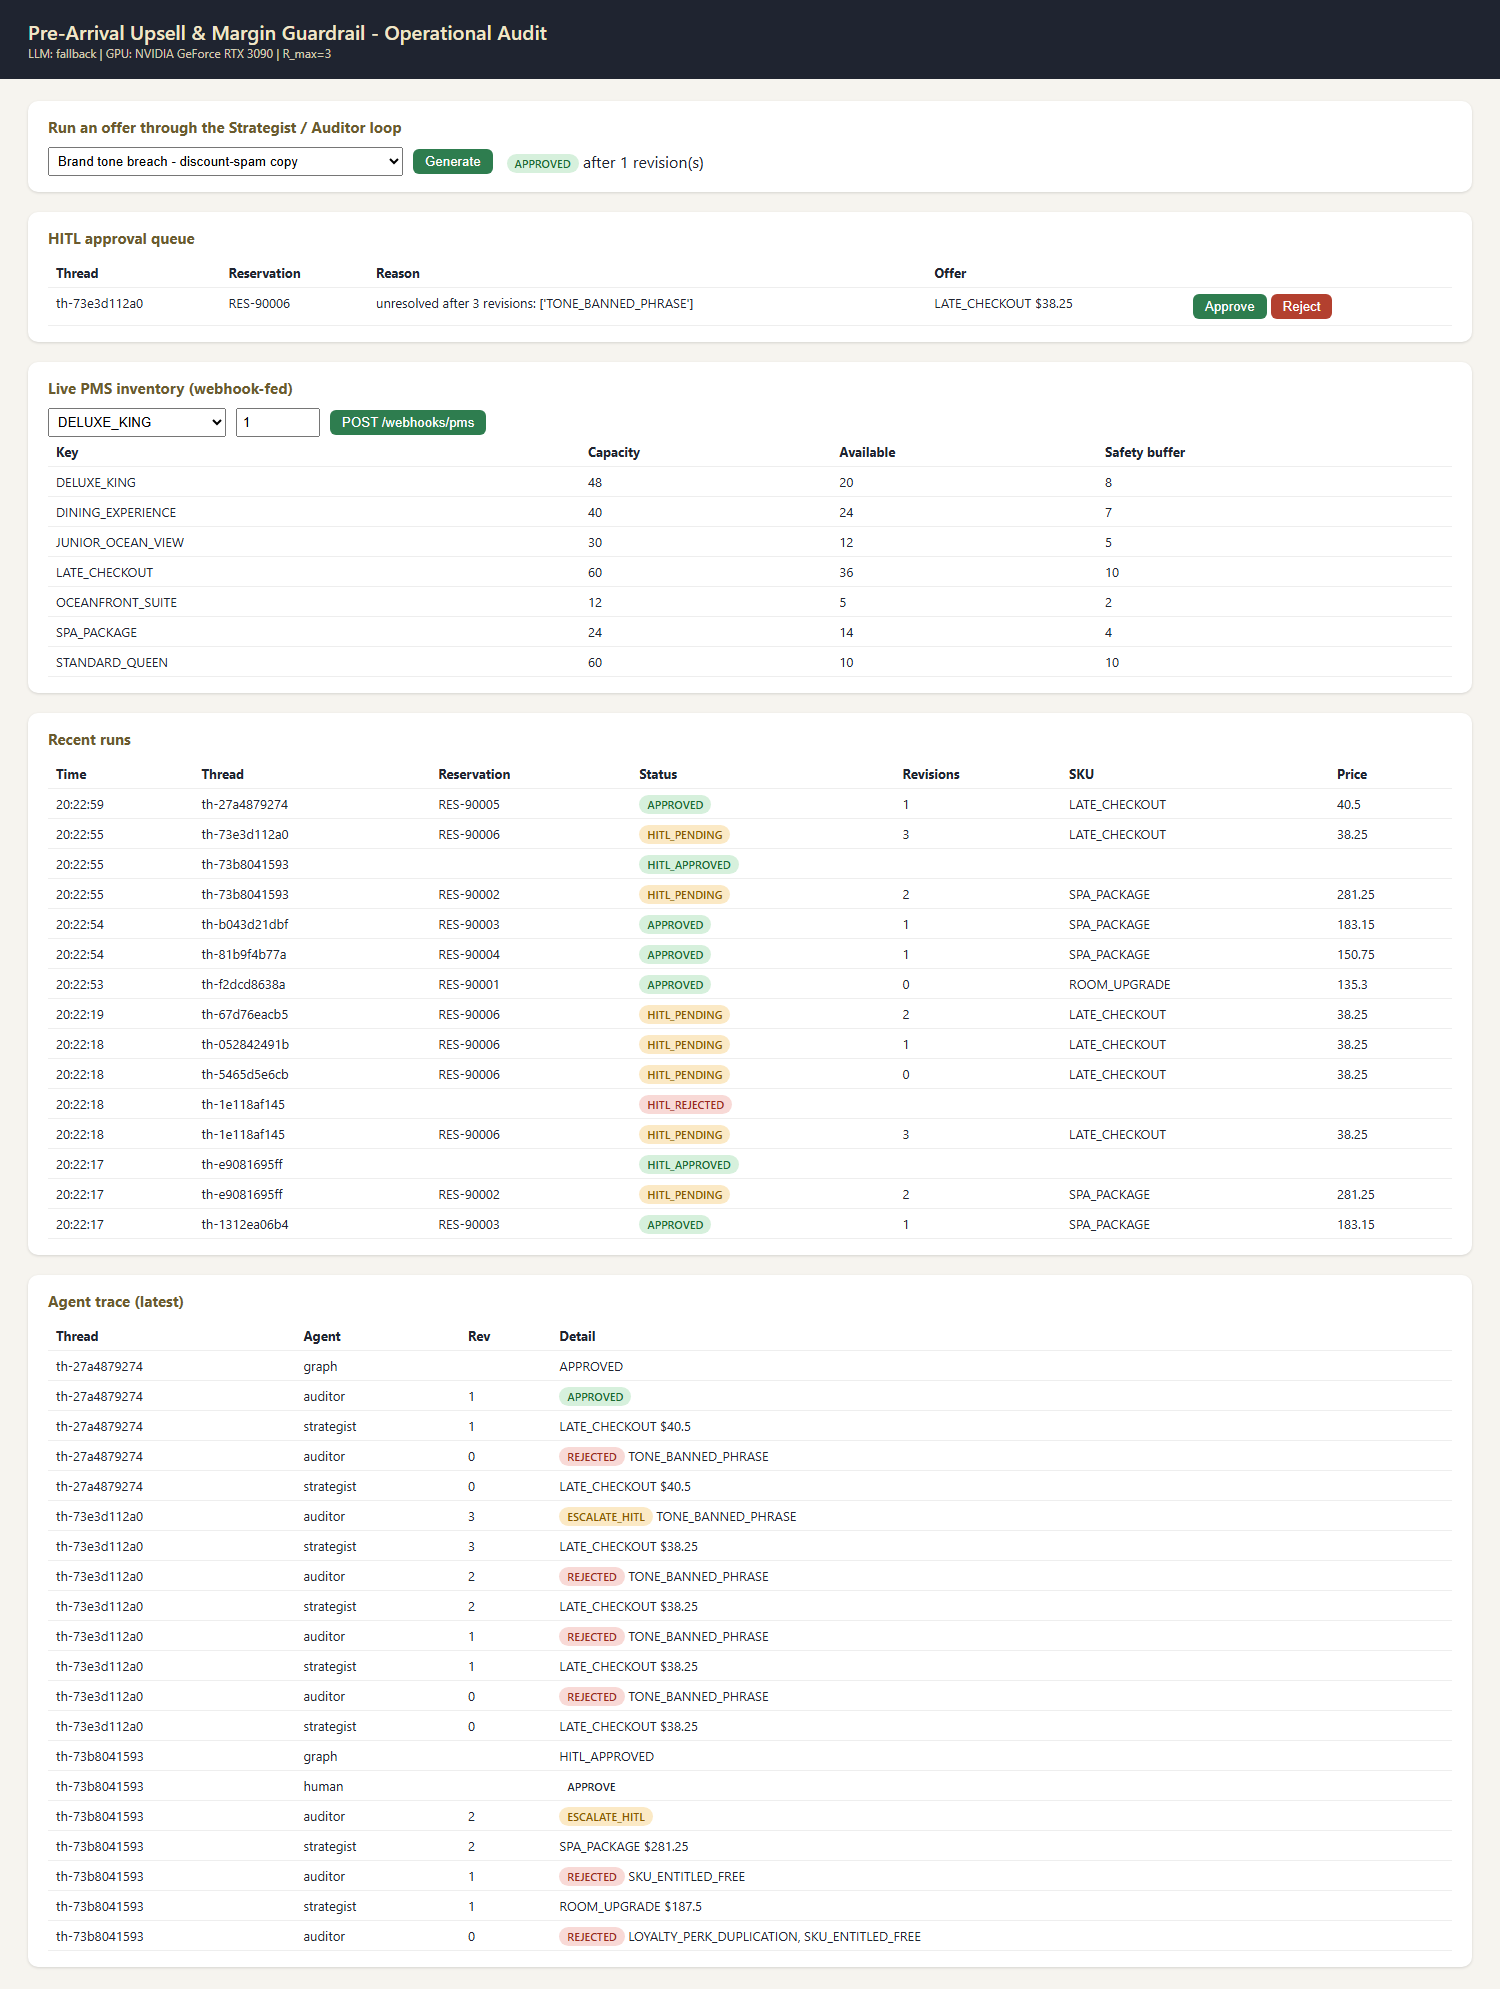 Pre-Arrival Upsell & Margin Guardrail - Operational Audit
LLM: fallback | GPU: NVIDIA GeForce RTX 3090 | R_max=3
Run an offer through the Strategist / Auditor loop
Brand tone breach - discount-spam copy Generate APPROVED after 1 revision(s)
HITL approval queue
Thread Reservation Reason Offer
th-73e3d112a0 RES-90006 unresolved after 3 revisions: ['TONE_BANNED_PHRASE'] LATE_CHECKOUT $38.25 Approve Reject
Live PMS inventory (webhook-fed)
DELUXE_KING 1 POST /webhooks/pms
Key Capacity Available Safety buffer
DELUXE_KING 48 20 8
DINING_EXPERIENCE 40 24 7
JUNIOR_OCEAN_VIEW 30 12 5
LATE_CHECKOUT 60 36 10
OCEANFRONT_SUITE 12 5 2
SPA_PACKAGE 24 14 4
STANDARD_QUEEN 60 10 10
Recent runs
Time Thread Reservation Status Revisions SKU Price
20:22:59 th-27a4879274 RES-90005 APPROVED 1 LATE_CHECKOUT 40.5
20:22:55 th-73e3d112a0 RES-90006 HITL_PENDING 3 LATE_CHECKOUT 38.25
20:22:55 th-73b8041593 HITL_APPROVED
20:22:55 th-73b8041593 RES-90002 HITL_PENDING 2 SPA_PACKAGE 281.25
20:22:54 th-b043d21dbf RES-90003 APPROVED 1 SPA_PACKAGE 183.15
20:22:54 th-81b9f4b77a RES-90004 APPROVED 1 SPA_PACKAGE 150.75
20:22:53 th-f2dcd8638a RES-90001 APPROVED 0 ROOM_UPGRADE 135.3
20:22:19 th-67d76eacb5 RES-90006 HITL_PENDING 2 LATE_CHECKOUT 38.25
20:22:18 th-052842491b RES-90006 HITL_PENDING 1 LATE_CHECKOUT 38.25
20:22:18 th-5465d5e6cb RES-90006 HITL_PENDING 0 LATE_CHECKOUT 38.25
20:22:18 th-1e118af145 HITL_REJECTED
20:22:18 th-1e118af145 RES-90006 HITL_PENDING 3 LATE_CHECKOUT 38.25
20:22:17 th-e9081695ff HITL_APPROVED
20:22:17 th-e9081695ff RES-90002 HITL_PENDING 2 SPA_PACKAGE 281.25
20:22:17 th-1312ea06b4 RES-90003 APPROVED 1 SPA_PACKAGE 183.15
Agent trace (latest)
Thread Agent Rev Detail
th-27a4879274 graph APPROVED
th-27a4879274 auditor 1 APPROVED
th-27a4879274 strategist 1 LATE_CHECKOUT $40.5
th-27a4879274 auditor 0 REJECTED TONE_BANNED_PHRASE
th-27a4879274 strategist 0 LATE_CHECKOUT $40.5
th-73e3d112a0 auditor 3 ESCALATE_HITL TONE_BANNED_PHRASE
th-73e3d112a0 strategist 3 LATE_CHECKOUT $38.25
th-73e3d112a0 auditor 2 REJECTED TONE_BANNED_PHRASE
th-73e3d112a0 strategist 2 LATE_CHECKOUT $38.25
th-73e3d112a0 auditor 1 REJECTED TONE_BANNED_PHRASE
th-73e3d112a0 strategist 1 LATE_CHECKOUT $38.25
th-73e3d112a0 auditor 0 REJECTED TONE_BANNED_PHRASE
th-73e3d112a0 strategist 0 LATE_CHECKOUT $38.25
th-73b8041593 graph HITL_APPROVED
th-73b8041593 human APPROVE
th-73b8041593 auditor 2 ESCALATE_HITL
th-73b8041593 strategist 2 SPA_PACKAGE $281.25
th-73b8041593 auditor 1 REJECTED SKU_ENTITLED_FREE
th-73b8041593 strategist 1 ROOM_UPGRADE $187.5
th-73b8041593 auditor 0 REJECTED LOYALTY_PERK_DUPLICATION, SKU_ENTITLED_FREE